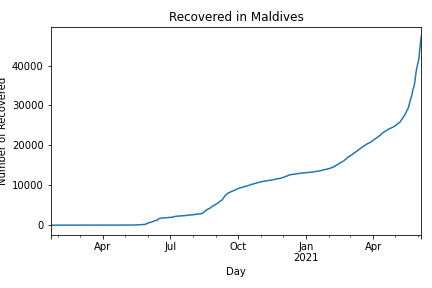 Recovered in Maldives
Number of Recovered
40000
30000
20000
10000
0
Apr
Jul
Oct
Jan
2021
Apr
Day